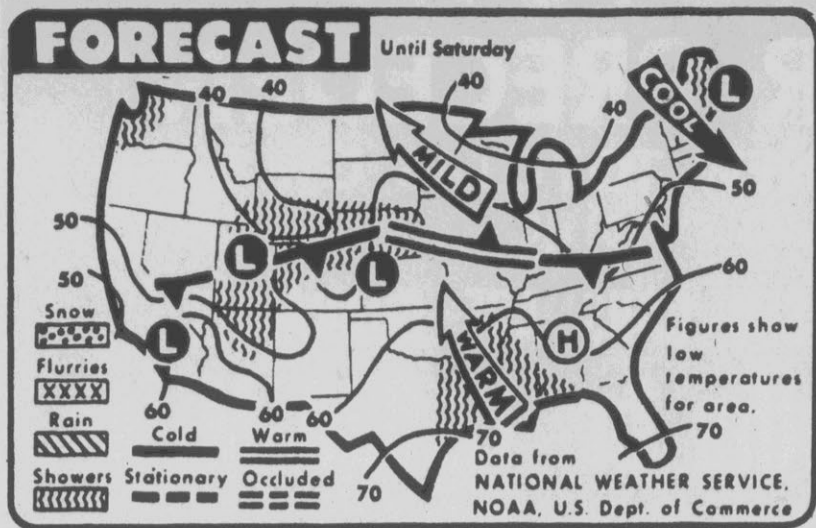 FORECAST
Until Saturday
40
40
40
40
COOL
L
MILD
50
50
50
L
L
60
Snow
L
WARM
H
Figures show
low
temperatures
for area.
Flurries
XXXX
Rain
60
60
60
Cold
Warm
70
70
70
Showers
Stationary
Occluded
Data from
NATIONAL WEATHER SERVICE,
NOAA, U.S. Dept. of Commerce